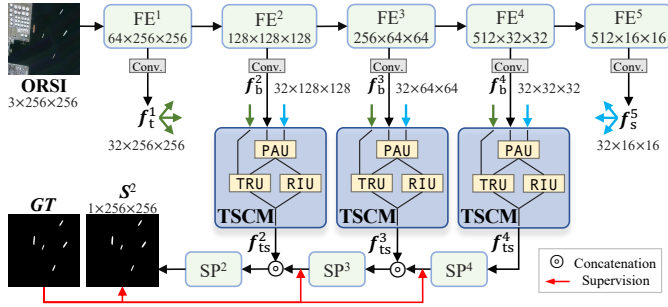 FE¹ FE² FE³ FE⁴ FE⁵
64×256×256 128×128×128 256×64×64 512×32×32 512×16×16
ORSI
3×256×256
Conv. Conv. Conv. Conv. Conv.
f¹ₜ f²_b f³_b f⁴_b f⁵ₛ
32×256×256 32×128×128 32×64×64 32×32×32 32×16×16
PAU PAU PAU
TRU RIU TRU RIU TRU RIU
TSCM TSCM TSCM
GT S²
1×256×256
f²ₜₛ f³ₜₛ f⁴ₜₛ
SP² SP³ SP⁴
Concatenation
Supervision